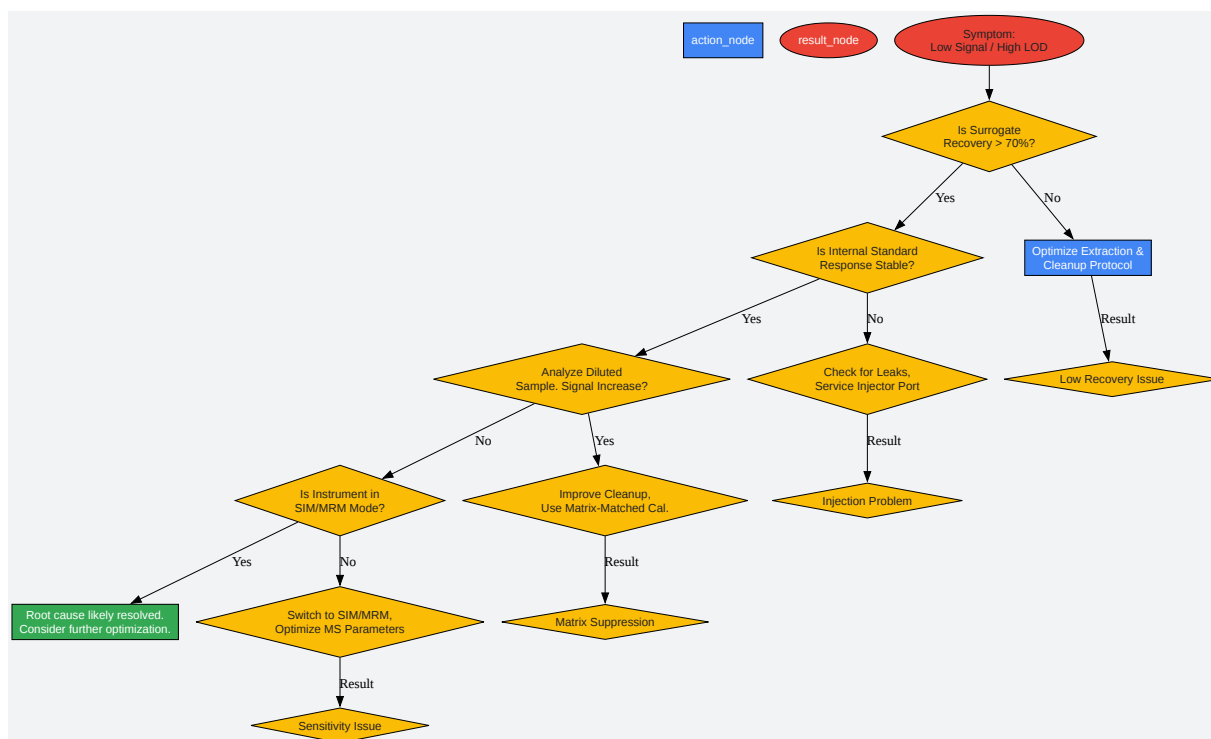 action_node
result_node
Symptom:
Low Signal / High LOD
Is Surrogate
Recovery > 70%?
Yes
No
Is Internal Standard
Response Stable?
Optimize Extraction &
Cleanup Protocol
Yes
No
Result
Analyze Diluted
Sample. Signal Increase?
Check for Leaks,
Service Injector Port
Low Recovery Issue
No
Yes
Result
Is Instrument in
SIM/MRM Mode?
Improve Cleanup,
Use Matrix-Matched Cal.
Injection Problem
Yes
No
Result
Root cause likely resolved.
Consider further optimization.
Switch to SIM/MRM,
Optimize MS Parameters
Matrix Suppression
Result
Sensitivity Issue